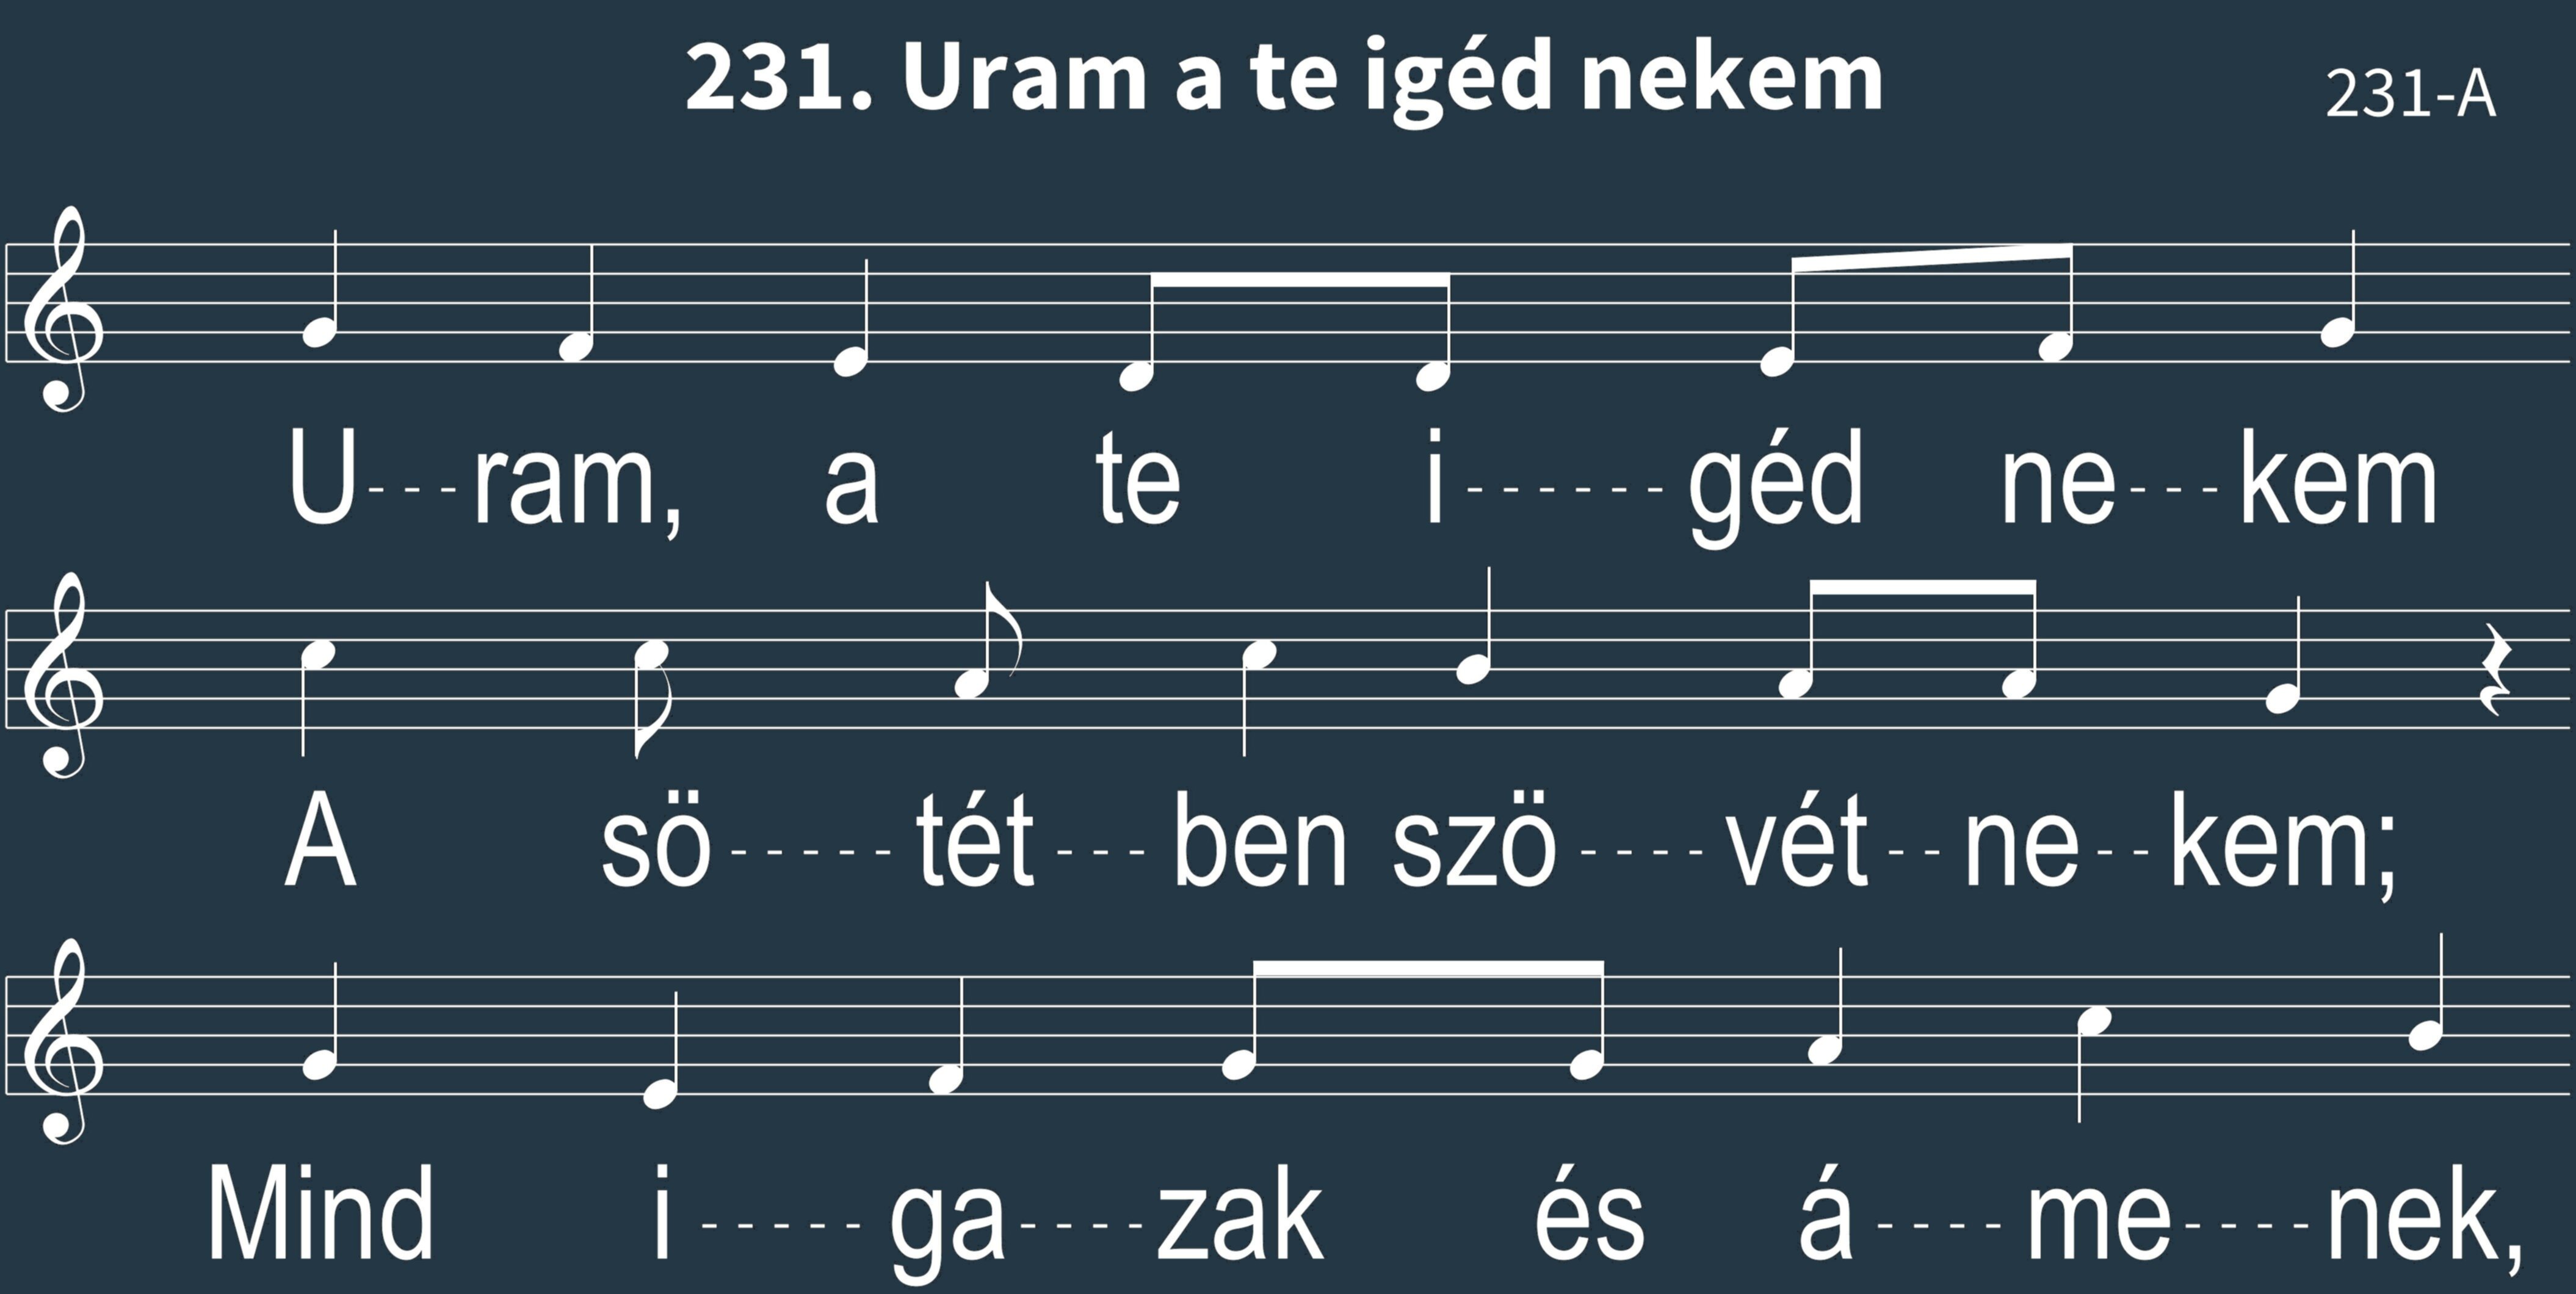 231. Uram a te igéd nekem
231-A
U---ram, a te i------géd ne---kem
A sö-----tét---ben szö----vét--ne--kem;
Mind i-----ga----zak és á----me----nek,